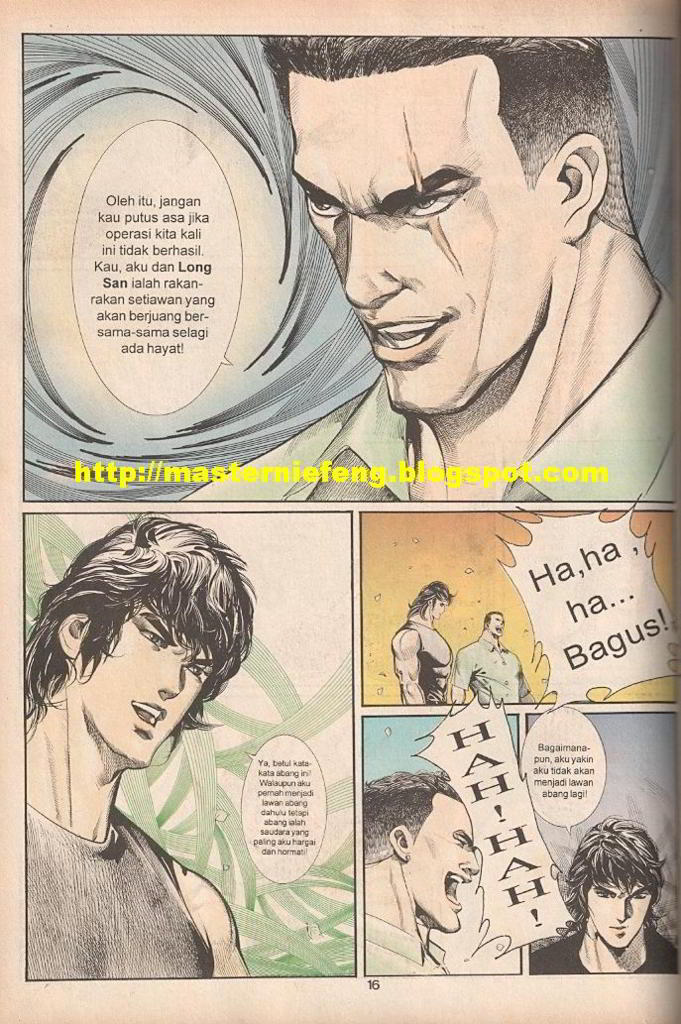 Oleh itu, jangan
kau putus asa jika
operasi kita kali
ini tidak berhasil.
Kau, aku dan Long
San ialah rakan-
rakan setiawan yang
akan berjuang ber-
sama-sama selagi
ada hayat!
http://masterniefeng.blogspot.com
Ha,ha,
ha...
Bagus!
Ya, betul kata-
kata abang ini!
Walaupun aku
pernah menjadi
lawan abang
dahulu tetapi
abang ialah
saudara yang
paling aku hargai
dan hormati!
HAH! HAH!
Bagaimana-
pun, aku yakin
aku tidak akan
menjadi lawan
abang lagi!
16